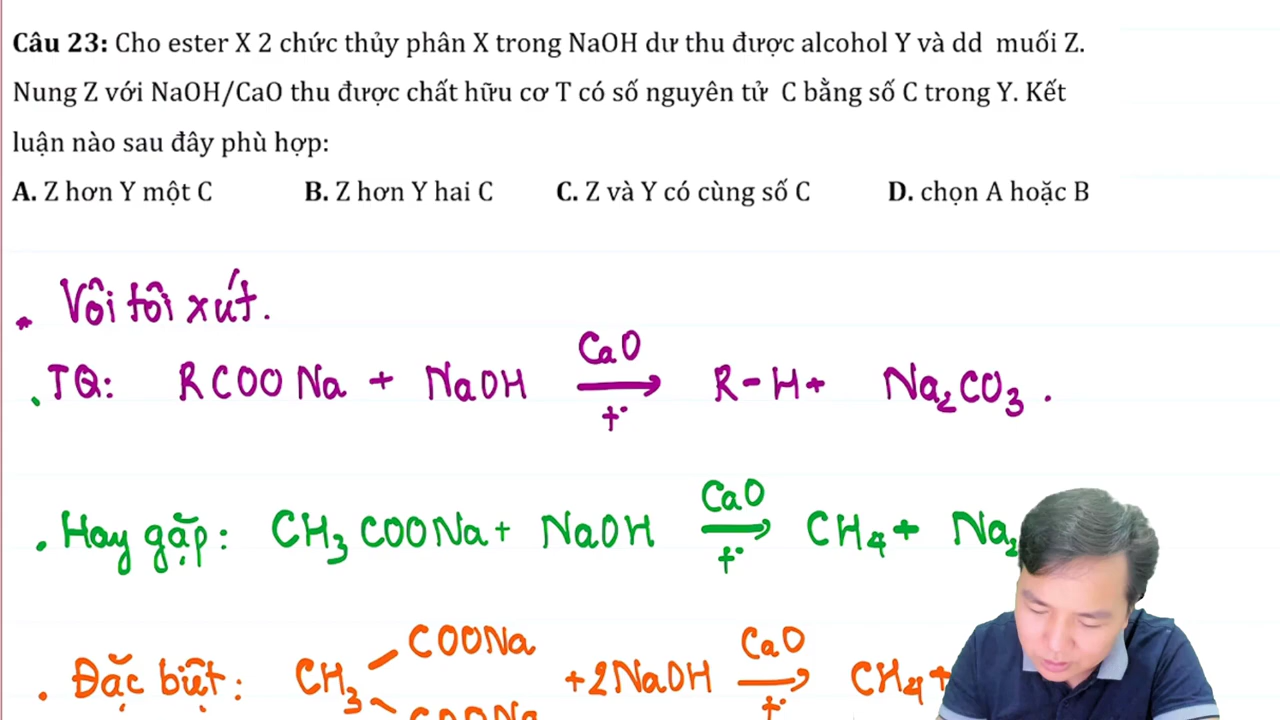 Câu 23: Cho ester X 2 chức thủy phân X trong NaOH dư thu được alcohol Y và dd muối Z.
Nung Z với NaOH/CaO thu được chất hữu cơ T có số nguyên tử C bằng số C trong Y. Kết
luận nào sau đây phù hợp:
A. Z hơn Y một C B. Z hơn Y hai C C. Z và Y có cùng số C D. chọn A hoặc B
. Vôi tôi xút.
. TQ: RCOONa + NaOH CaO t° R-H + Na₂CO₃ .
. Hay gặp: CH₃COONa + NaOH CaO t° CH₄ + Na₂
. Đặc biệt: CH₃ COONa COONa + 2NaOH CaO t° CH₄ +